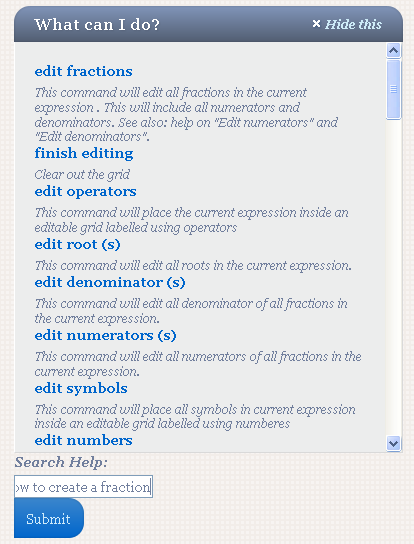 What can I do?
× Hide this
edit fractions
This command will edit all fractions in the current
expression . This will include all numerators and
denominators. See also: help on "Edit numerators" and
"Edit denominators".
finish editing
Clear out the grid
edit operators
This command will place the current expression inside an
editable grid labelled using operators
edit root (s)
This command will edit all roots in the current expression.
edit denominator (s)
This command will edit all denominator of all fractions in
the current expression.
edit numerators (s)
This command will edit all numerators of all fractions in the
current expression.
edit symbols
This command will place all symbols in current expression
inside an editable grid labelled using numberes
edit numbers
Search Help:
ow to create a fraction
Submit